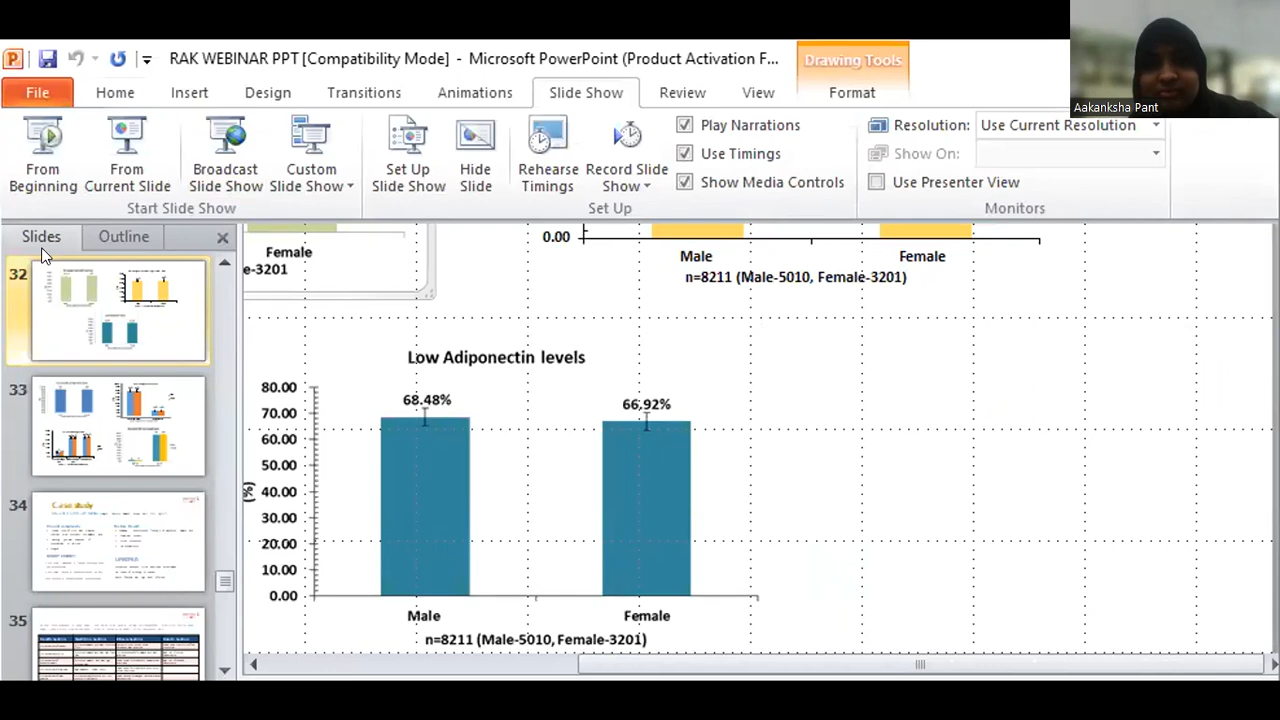 RAK WEBINAR PPT [Compatibility Mode] - Microsoft PowerPoint (Product Activation F...
Drawing Tools
File
Home
Insert
Design
Transitions
Animations
Slide Show
Review
View
Format
Aakanksha Pant
From Beginning
From Current Slide
Broadcast Slide Show
Custom Slide Show
Set Up Slide Show
Hide Slide
Rehearse Timings
Record Slide Show
Play Narrations
Use Timings
Show Media Controls
Resolution:
Use Current Resolution
Show On:
Use Presenter View
Start Slide Show
Set Up
Monitors
Slides
Outline
32
33
34
Case study
35
Female
e-3201
0.00
Male
Female
n=8211 (Male-5010, Female-3201)
Low Adiponectin levels
80.00
70.00
60.00
50.00
40.00
30.00
20.00
10.00
0.00
(%)
68.48%
66.92%
Male
Female
n=8211 (Male-5010, Female-3201)